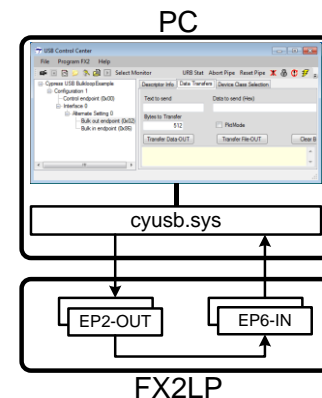 PC
USB Control Center
File Program FX2 Help
Select Monitor URB Stat Abort Pipe Reset Pipe
Cypress USB BulkloopExample
Configuration 1
Control endpoint (0x00)
Interface 0
Alternate Setting 0
Bulk out endpoint (0x02)
Bulk in endpoint (0x86)
Descriptor Info Data Transfers Device Class Selection
Text to send Data to send (Hex)
Bytes to Transfer
512 PktMode
Transfer Data-OUT Transfer File-OUT Clear B
cyusb.sys
EP2-OUT EP6-IN
FX2LP